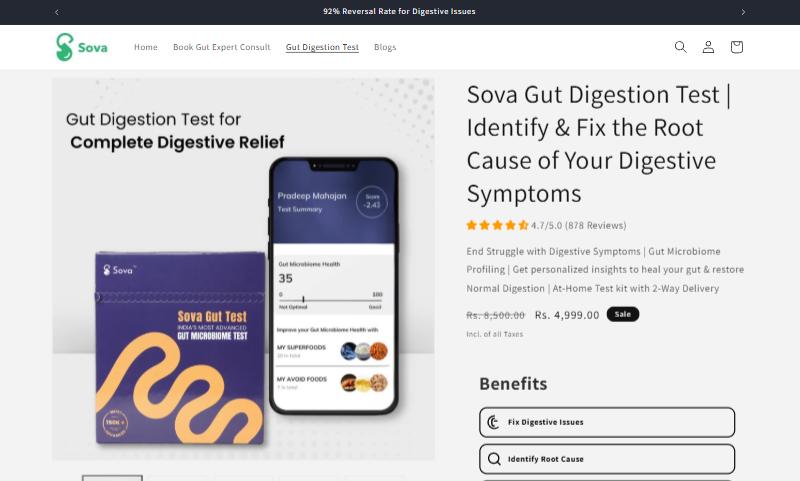 92% Reversal Rate for Digestive Issues
Sova
Home Book Gut Expert Consult Gut Digestion Test Blogs
Gut Digestion Test for
Complete Digestive Relief
Pradeep Mahajan
Test Summary
Score
-2.43
Gut Microbiome Health
35
0 100
Not Optimal Good
Improve your Gut Microbiome Health with
MY SUPERFOODS
MY AVOID FOODS
7 in total
Sova
Sova Gut Test
INDIA'S MOST ADVANCED
GUT MICROBIOME TEST
150K+
Sova Gut Digestion Test |
Identify & Fix the Root
Cause of Your Digestive
Symptoms
4.7/5.0 (878 Reviews)
End Struggle with Digestive Symptoms | Gut Microbiome
Profiling | Get personalized insights to heal your gut & restore
Normal Digestion | At-Home Test kit with 2-Way Delivery
Rs. 8,500.00 Rs. 4,999.00 Sale
Incl. of all Taxes
Benefits
Fix Digestive Issues
Identify Root Cause